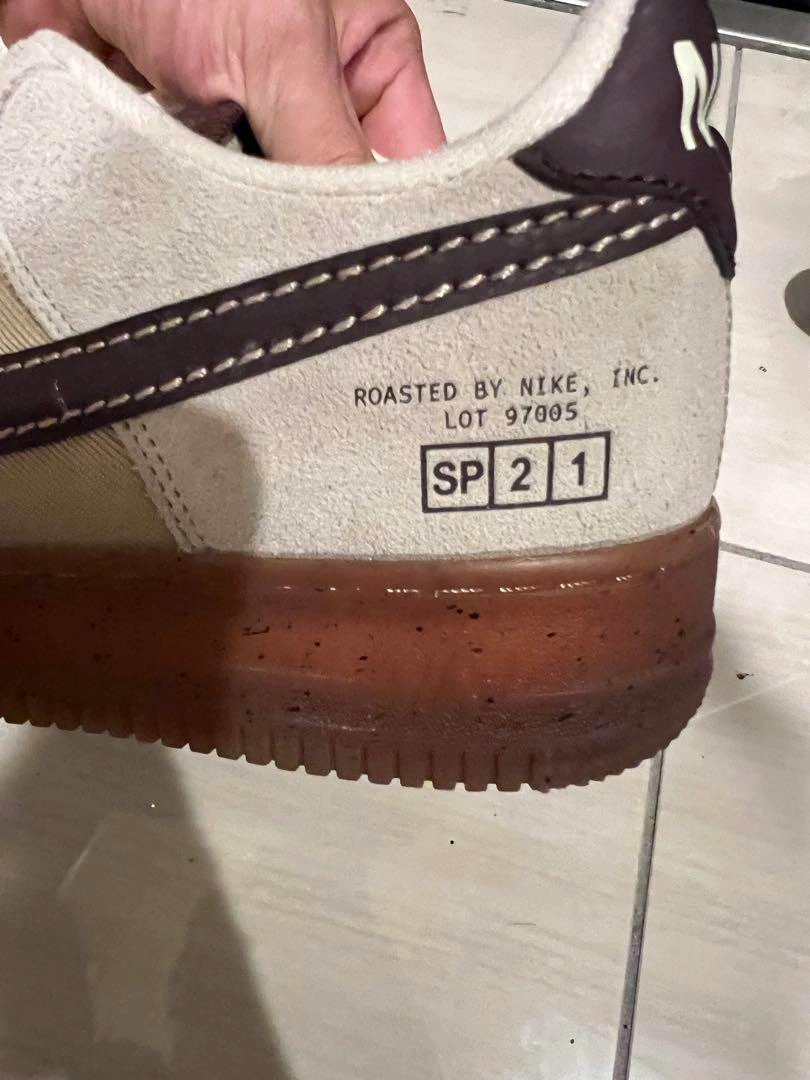 N
ROASTED BY NIKE, INC.
LOT 97005
SP 2 1